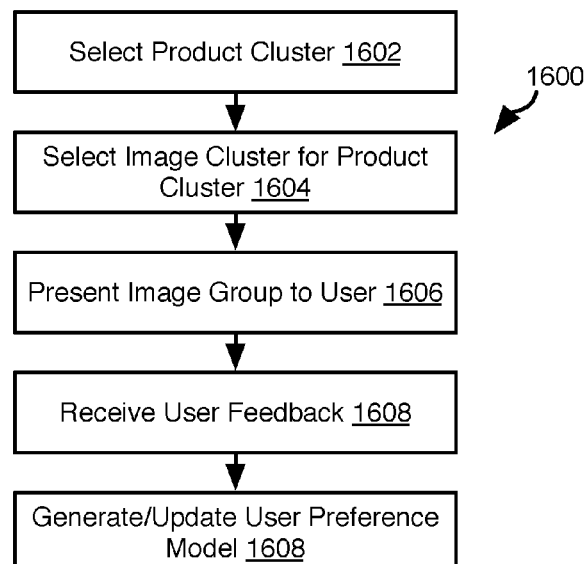 Select Product Cluster 1602
1600
Select Image Cluster for Product
Cluster 1604
Present Image Group to User 1606
Receive User Feedback 1608
Generate/Update User Preference
Model 1608